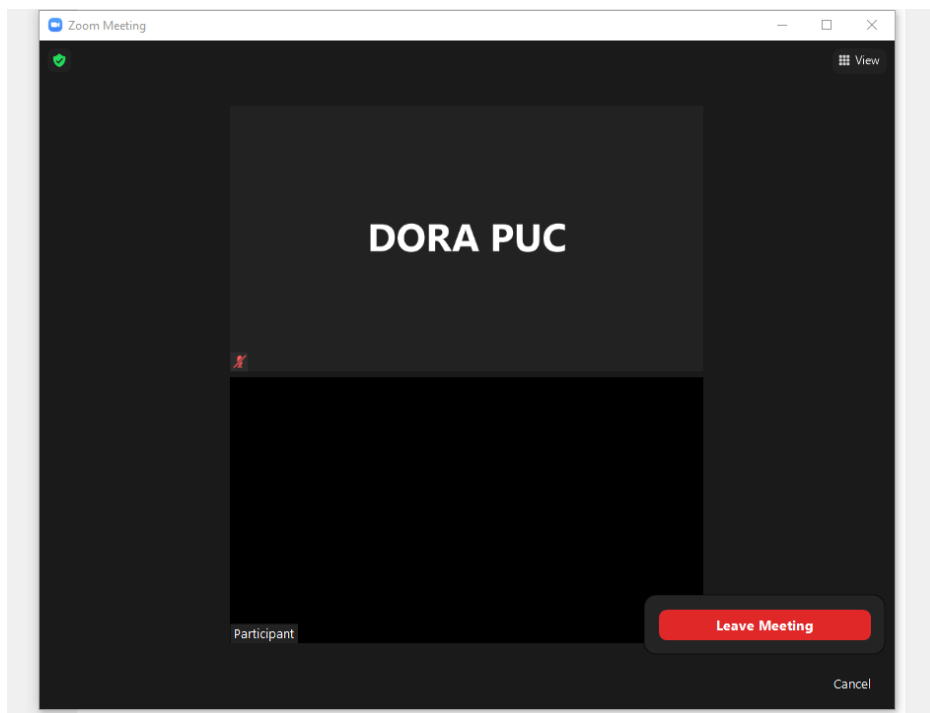 Zoom Meeting
View
DORA PUC
Participant
Leave Meeting
Cancel